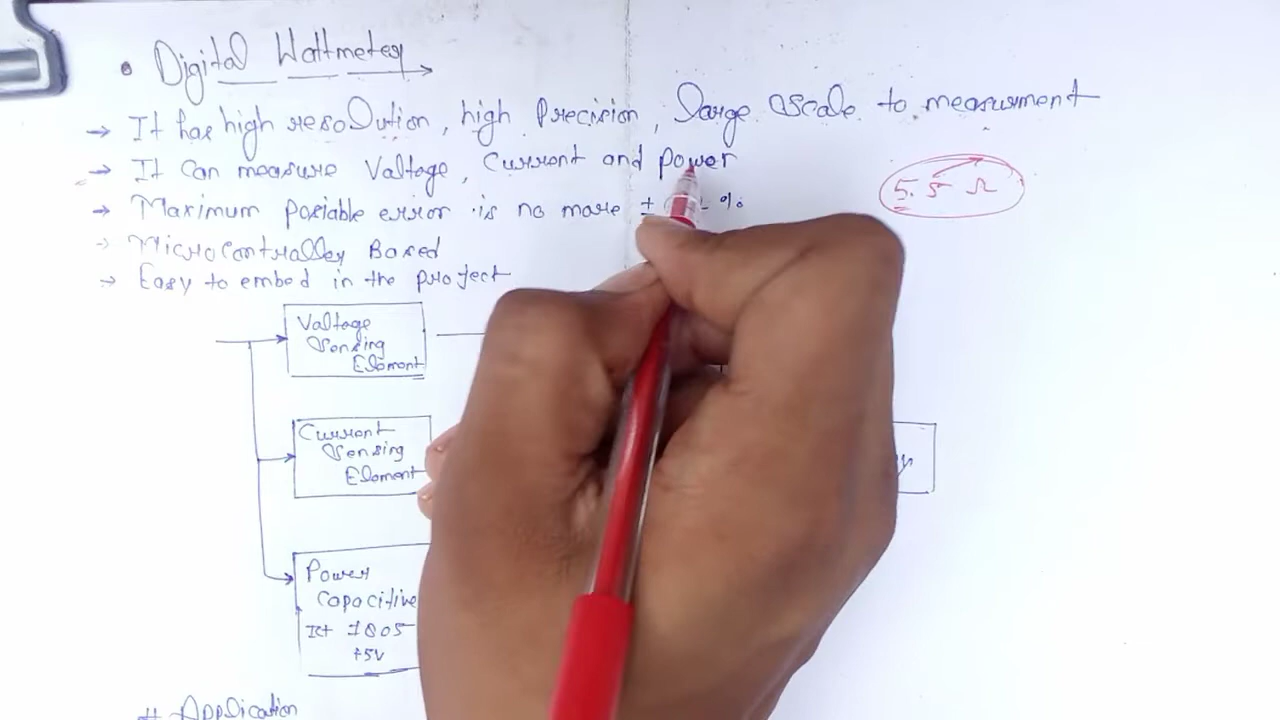 Digital Wattmeter
→ It has high resolution, high Precision, large scale to measurment
→ It can measure Voltage, Current and power
5.5 Ω
→ Maximum posiable error is no more ± %
→ Microcontraller Based
→ Easy to embed in the project
Valtage
Sensing
Element
Current
Sensing
Element
Power
Capacitive
+5V
# Application